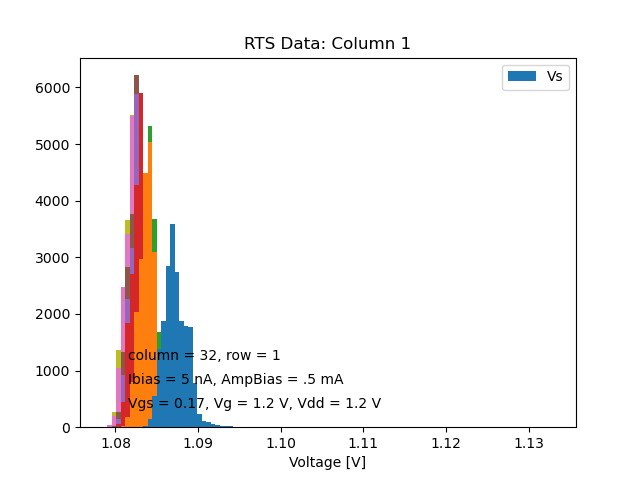 RTS Data: Column 1
Vs
6000
5000
4000
3000
2000
1000
0
column = 32, row = 1
Ibias = 5 nA, AmpBias = .5 mA
Vgs = 0.17, Vg = 1.2 V, Vdd = 1.2 V
1.08 1.09 1.10 1.11 1.12 1.13
Voltage [V]